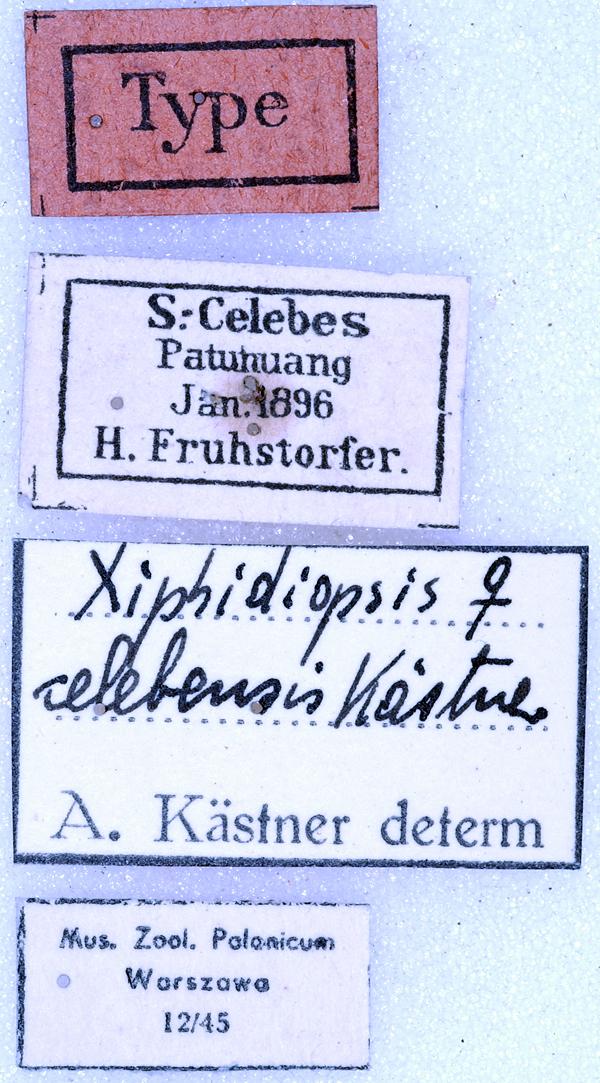 Type
S.-Celebes
Patunuang
Jan. 1896
H. Fruhstorfer.
Xiphidiopsis ♀
celebensis Kästner
A. Kästner determ
Mus. Zool. Polonicum
Warszawa
12/45